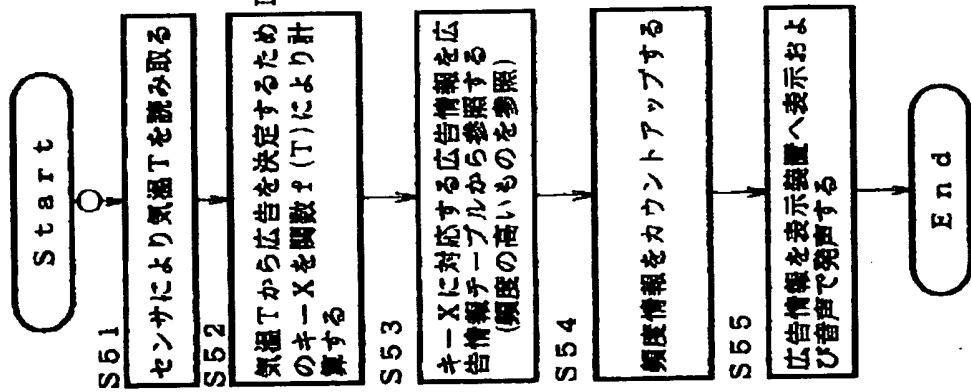 Start
S51
センサにより気温Tを読み取る
S52
気温Tから広告を決定するため
のキーXを関数f(T)により計
算する
S53
キーXに対応する広告情報を広
告情報テーブルから参照する
(頻度の高いものを参照)
S54
頻度情報をカウントアップする
S55
広告情報を表示装置へ表示およ
び音声で発声する
End